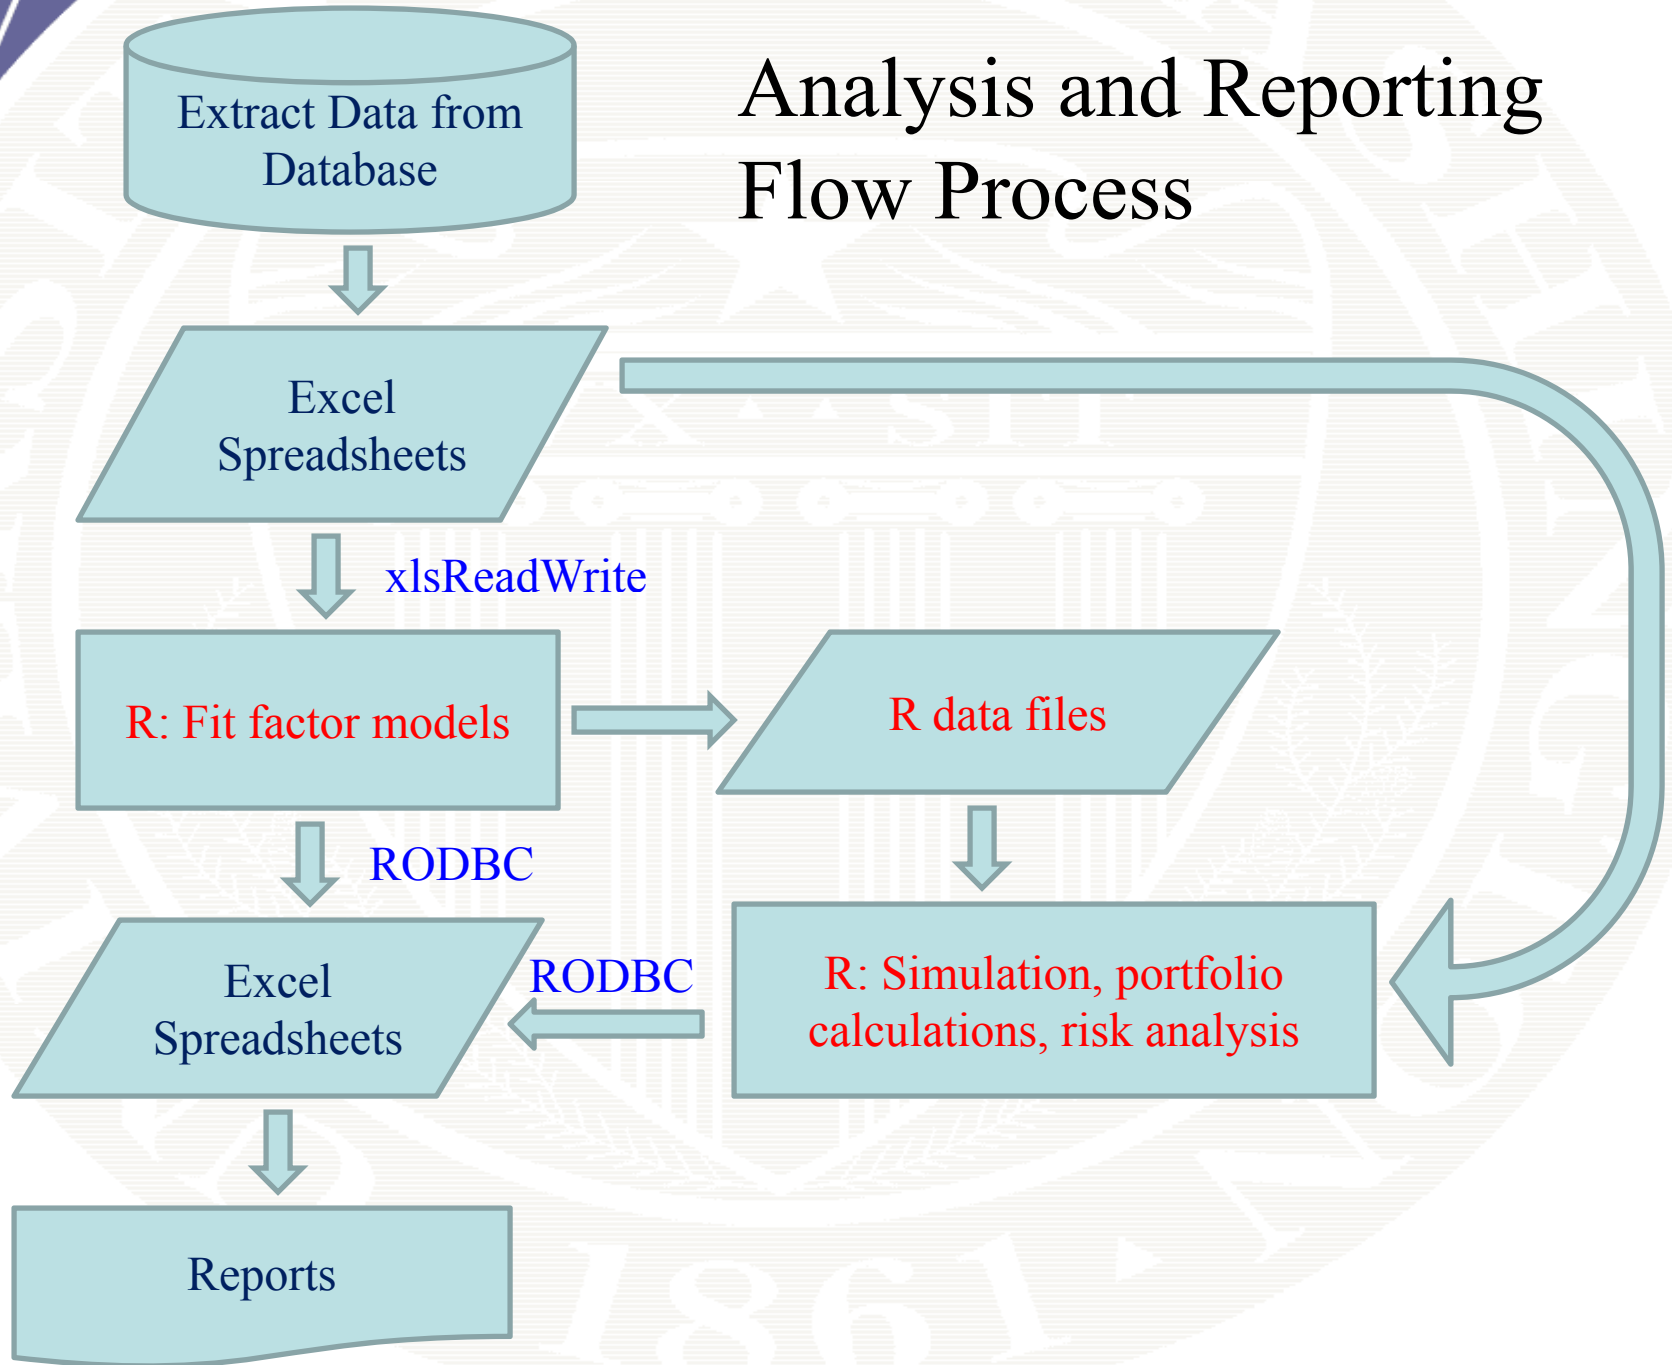 Analysis and Reporting
Flow Process
Extract Data from
Database
Excel
Spreadsheets
xlsReadWrite
R: Fit factor models
R data files
RODBC
Excel
Spreadsheets
RODBC
R: Simulation, portfolio
calculations, risk analysis
Reports
1861